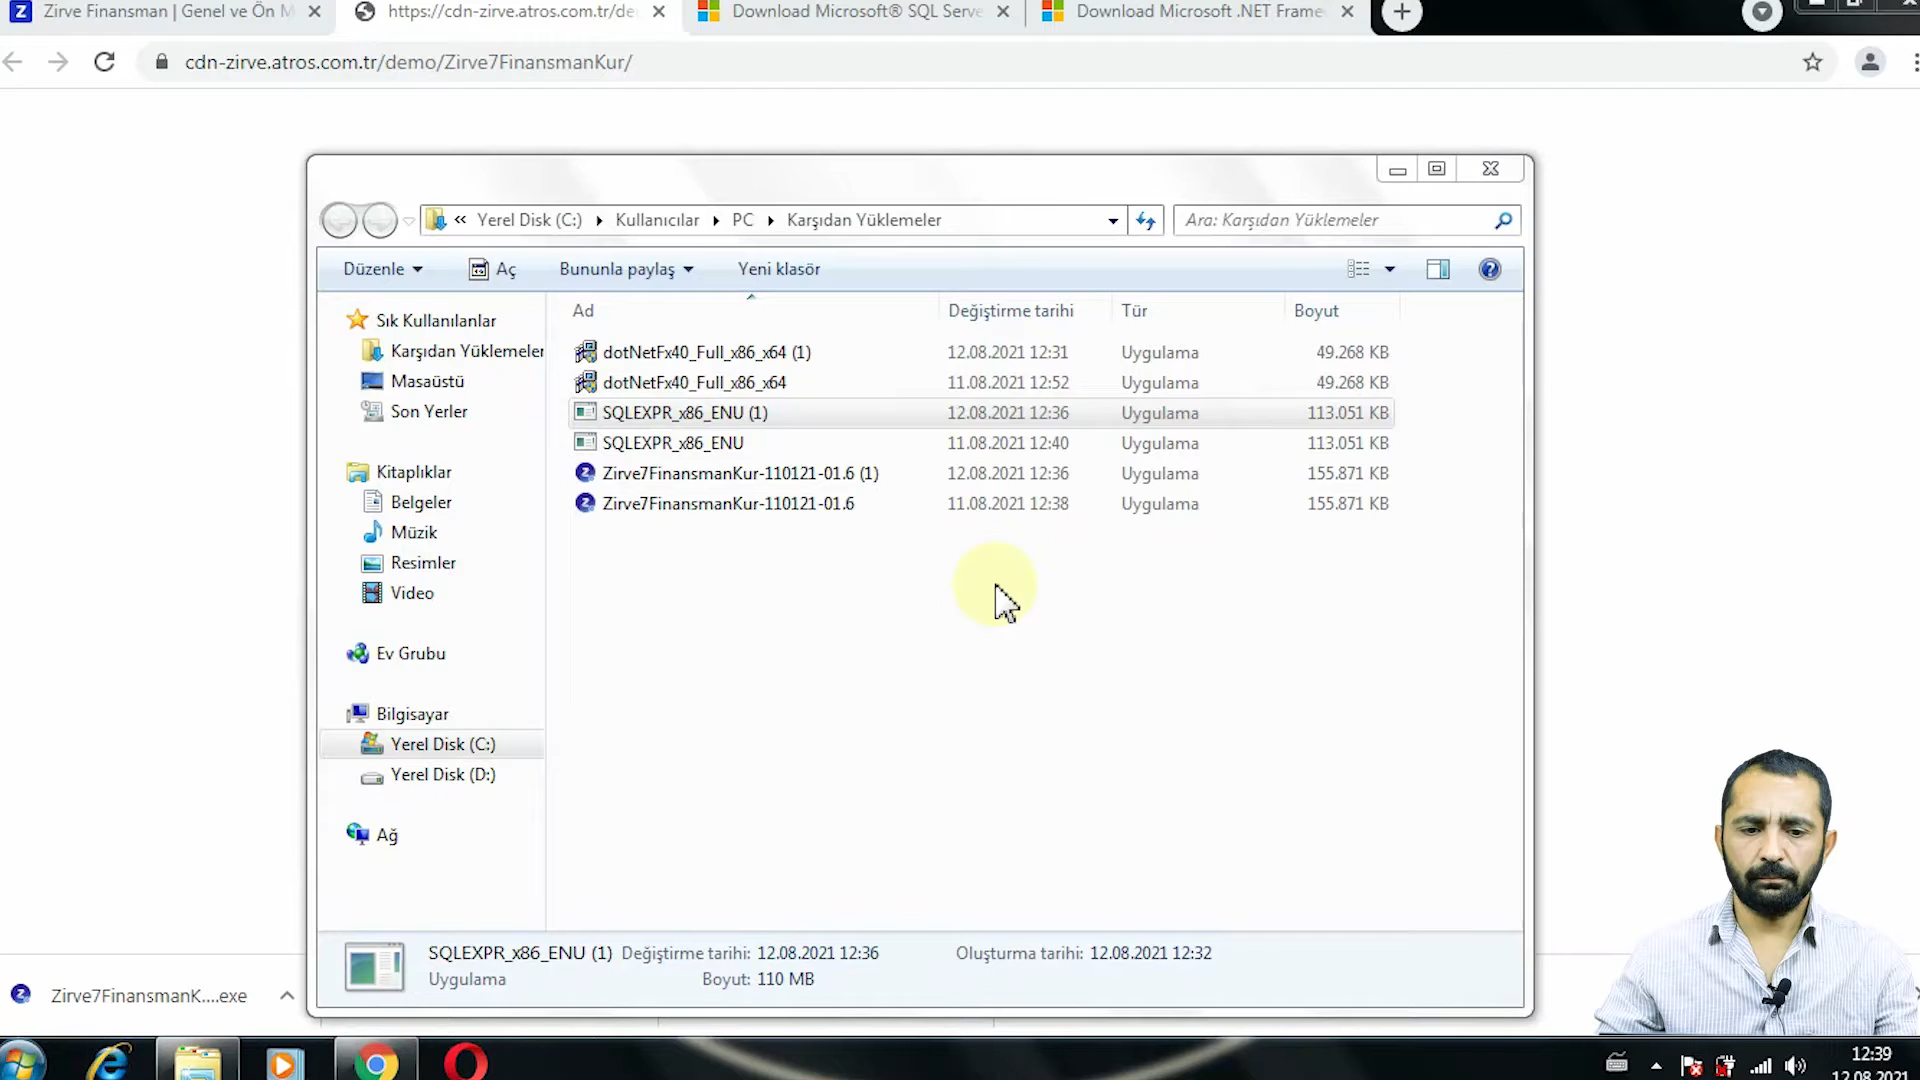 Zirve Finansman | Genel ve Ön M
https://cdn-zirve.atros.com.tr/de
Download Microsoft® SQL Serve
Download Microsoft .NET Frame
cdn-zirve.atros.com.tr/demo/Zirve7FinansmanKur/
« Yerel Disk (C:) Kullanıcılar PC Karşıdan Yüklemeler
Ara: Karşıdan Yüklemeler
Düzenle Aç Bununla paylaş Yeni klasör
Sık Kullanılanlar
Karşıdan Yüklemeler
Masaüstü
Son Yerler
Kitaplıklar
Belgeler
Müzik
Resimler
Video
Ev Grubu
Bilgisayar
Yerel Disk (C:)
Yerel Disk (D:)
Ağ
Ad Değiştirme tarihi Tür Boyut
dotNetFx40_Full_x86_x64 (1) 12.08.2021 12:31 Uygulama 49.268 KB
dotNetFx40_Full_x86_x64 11.08.2021 12:52 Uygulama 49.268 KB
SQLEXPR_x86_ENU (1) 12.08.2021 12:36 Uygulama 113.051 KB
SQLEXPR_x86_ENU 11.08.2021 12:40 Uygulama 113.051 KB
Zirve7FinansmanKur-110121-01.6 (1) 12.08.2021 12:36 Uygulama 155.871 KB
Zirve7FinansmanKur-110121-01.6 11.08.2021 12:38 Uygulama 155.871 KB
SQLEXPR_x86_ENU (1) Değiştirme tarihi: 12.08.2021 12:36 Oluşturma tarihi: 12.08.2021 12:32
Uygulama Boyut: 110 MB
Zirve7FinansmanK....exe
12:39
12.08.2021